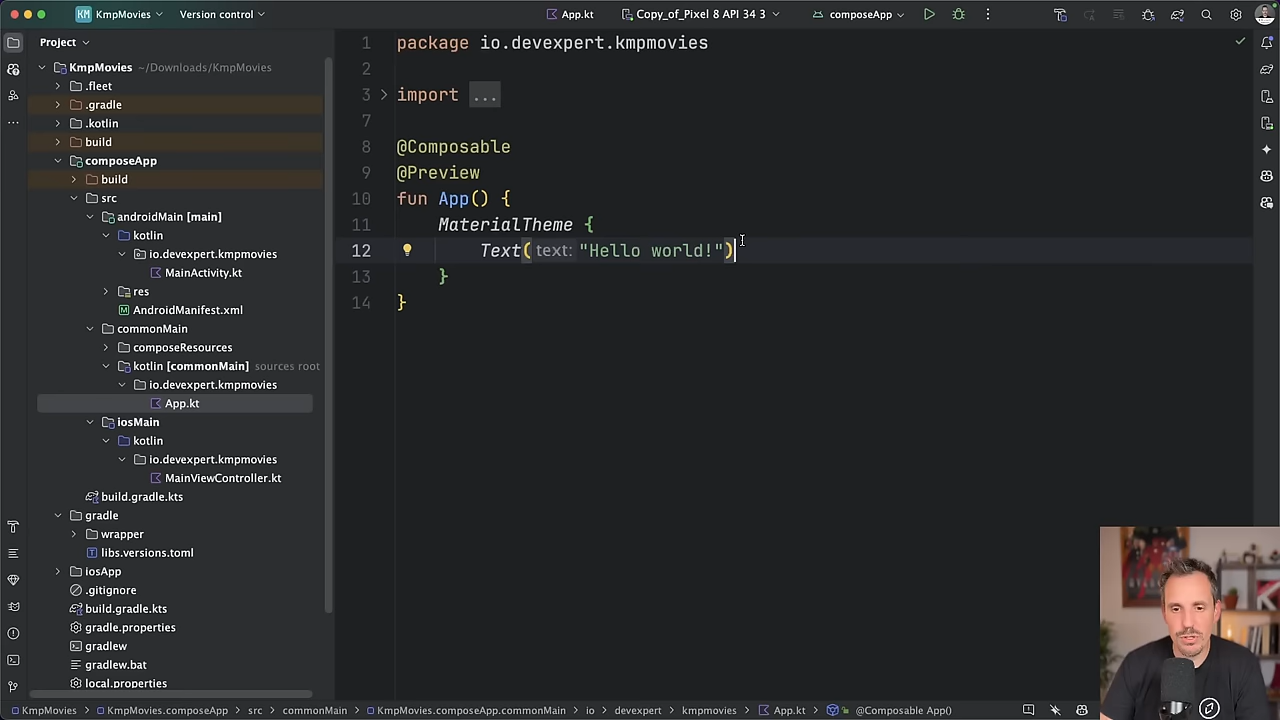 KM KmpMovies Version control App.kt Copy_of_Pixel 8 API 34 3 composeApp
Project
KmpMovies ~/Downloads/KmpMovies
.fleet
.gradle
.kotlin
build
composeApp
build
src
androidMain [main]
kotlin
io.devexpert.kmpmovies
MainActivity.kt
res
AndroidManifest.xml
commonMain
composeResources
kotlin [commonMain] sources root
io.devexpert.kmpmovies
App.kt
iosMain
kotlin
io.devexpert.kmpmovies
MainViewController.kt
build.gradle.kts
gradle
wrapper
libs.versions.toml
iosApp
.gitignore
build.gradle.kts
gradle.properties
gradlew
gradlew.bat
local.properties
1 package io.devexpert.kmpmovies
2
3 import ...
7
8 @Composable
9 @Preview
10 fun App() {
11 MaterialTheme {
12 Text( text: "Hello world!")
13 }
14 }
KmpMovies KmpMovies.composeApp src commonMain KmpMovies.composeApp.commonMain io devexpert kmpmovies App.kt @Composable App()